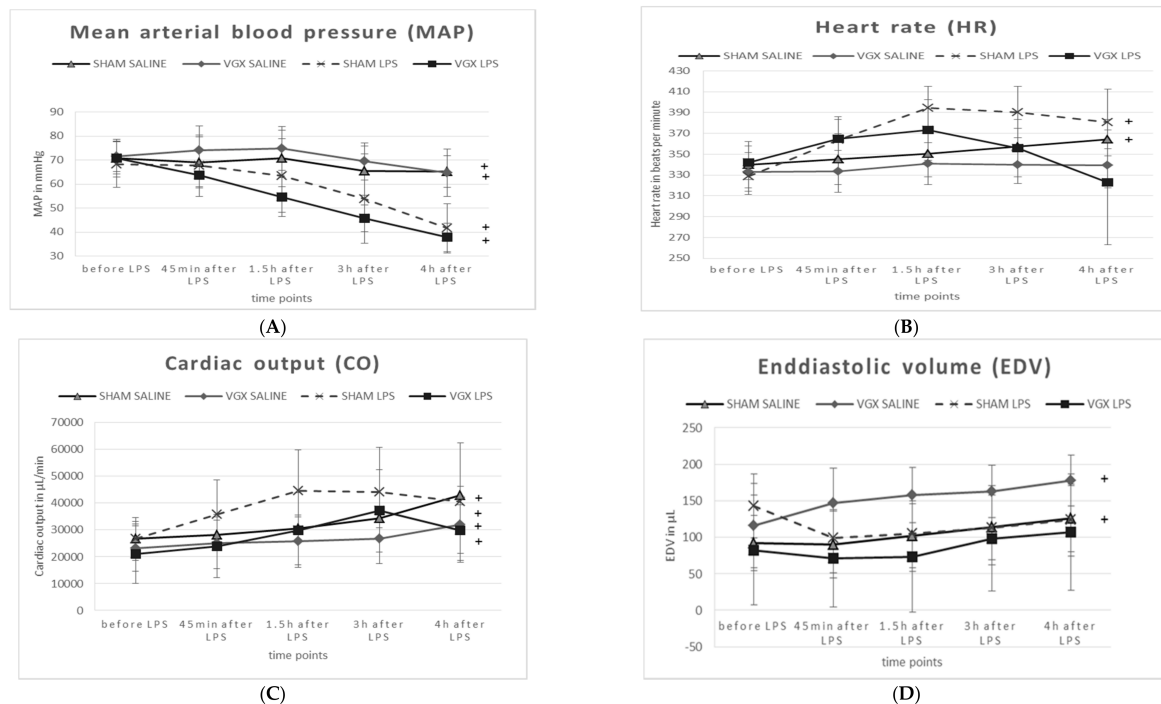 Mean arterial blood pressure (MAP)
SHAM SALINE VGX SALINE SHAM LPS VGX LPS
MAP in mmHg
90
80
70
60
50
40
30
+
+
+
+
before LPS 45min after LPS 1.5h after LPS 3h after LPS 4h after LPS
time points
(A)
Heart rate (HR)
SHAM SALINE VGX SALINE SHAM LPS VGX LPS
Heart rate in beats per minute
430
410
390
370
350
330
310
290
270
250
+
+
before LPS 45min after LPS 1.5h after LPS 3h after LPS 4h after LPS
time points
(B)
Cardiac output (CO)
SHAM SALINE VGX SALINE SHAM LPS VGX LPS
Cardiac output in µL/min
70000
60000
50000
40000
30000
20000
10000
0
+
+
+
+
before LPS 45min after LPS 1.5h after LPS 3h after LPS 4h after LPS
time points
(C)
Enddiastolic volume (EDV)
SHAM SALINE VGX SALINE SHAM LPS VGX LPS
EDV in µL
250
200
150
100
50
0
-50
+
+
before LPS 45min after LPS 1.5h after LPS 3h after LPS 4h after LPS
time points
(D)